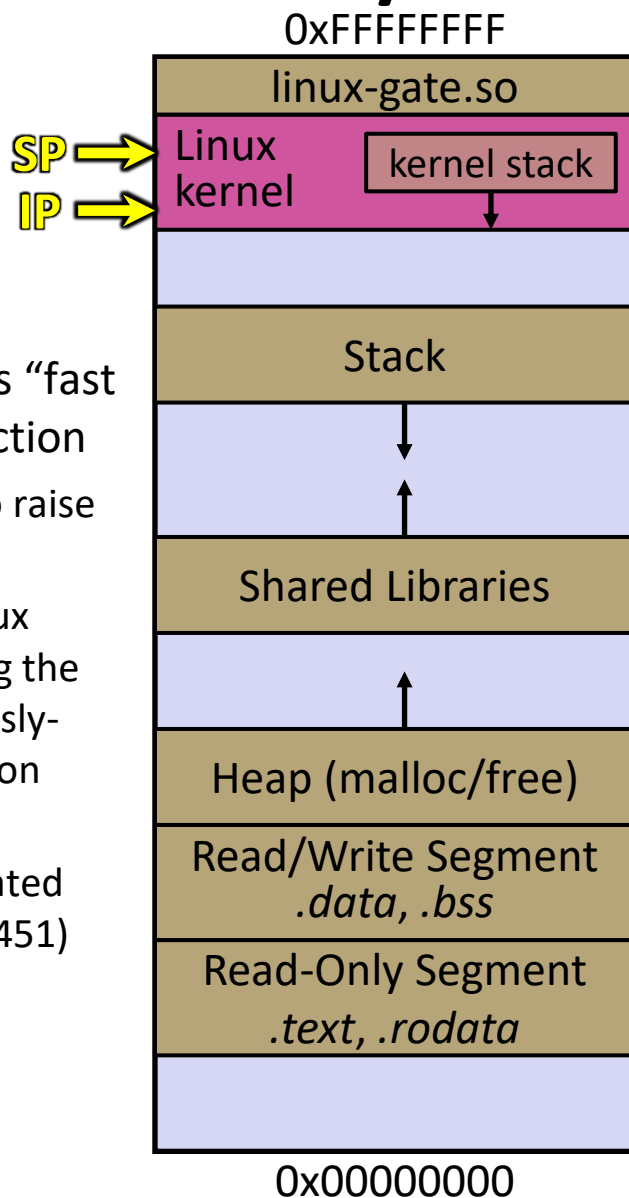 0xFFFFFFFF
linux-gate.so
SP
Linux
kernel
kernel stack
IP
s “fast
ction
raise
ux
g the
sly-
on
ated
451)
Stack
Shared Libraries
Heap (malloc/free)
Read/Write Segment
.data, .bss
Read-Only Segment
.text, .rodata
0x00000000